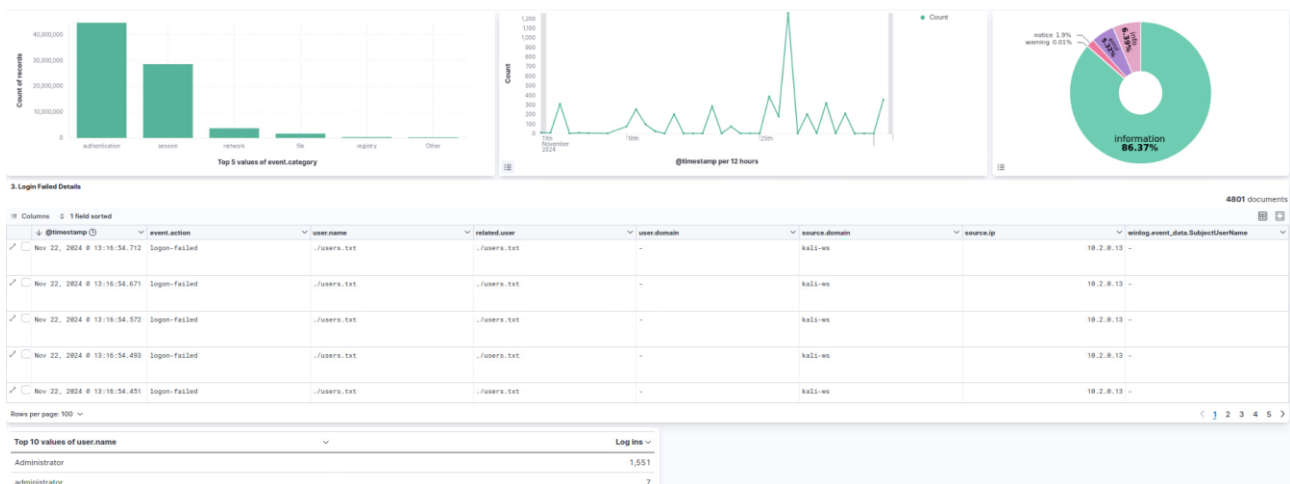 40,000,000
30,000,000
20,000,000
10,000,000
0
Count of records
authentication
session
network
file
registry
Other
Top 5 values of event.category
1,200
1,100
1,000
900
800
700
600
500
400
300
200
100
0
Count
11th
November
2024
18th
25th
@timestamp per 12 hours
Count
notice 1.9%
warning 0.01%
error
5.32%
info
6.39%
information
86.37%
3. Login Failed Details
4801 documents
Columns 1 field sorted
@timestamp event.action user.name related.user user.domain source.domain source.ip winlog.event_data.SubjectUserName
Nov 22, 2024 @ 13:16:54.712 logon-failed ./users.txt ./users.txt - kali-ws 10.2.0.13 -
Nov 22, 2024 @ 13:16:54.671 logon-failed ./users.txt ./users.txt - kali-ws 10.2.0.13 -
Nov 22, 2024 @ 13:16:54.572 logon-failed ./users.txt ./users.txt - kali-ws 10.2.0.13 -
Nov 22, 2024 @ 13:16:54.493 logon-failed ./users.txt ./users.txt - kali-ws 10.2.0.13 -
Nov 22, 2024 @ 13:16:54.451 logon-failed ./users.txt ./users.txt - kali-ws 10.2.0.13 -
Rows per page: 100 1 2 3 4 5
Top 10 values of user.name Log ins
Administrator 1,551
administrator 7